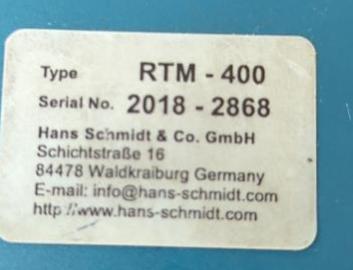 Type RTM - 400
Serial No. 2018 - 2868
Hans Schmidt & Co. GmbH
Schichtstraße 16
84478 Waldkraiburg Germany
E-mail: info@hans-schmidt.com
http://www.hans-schmidt.com